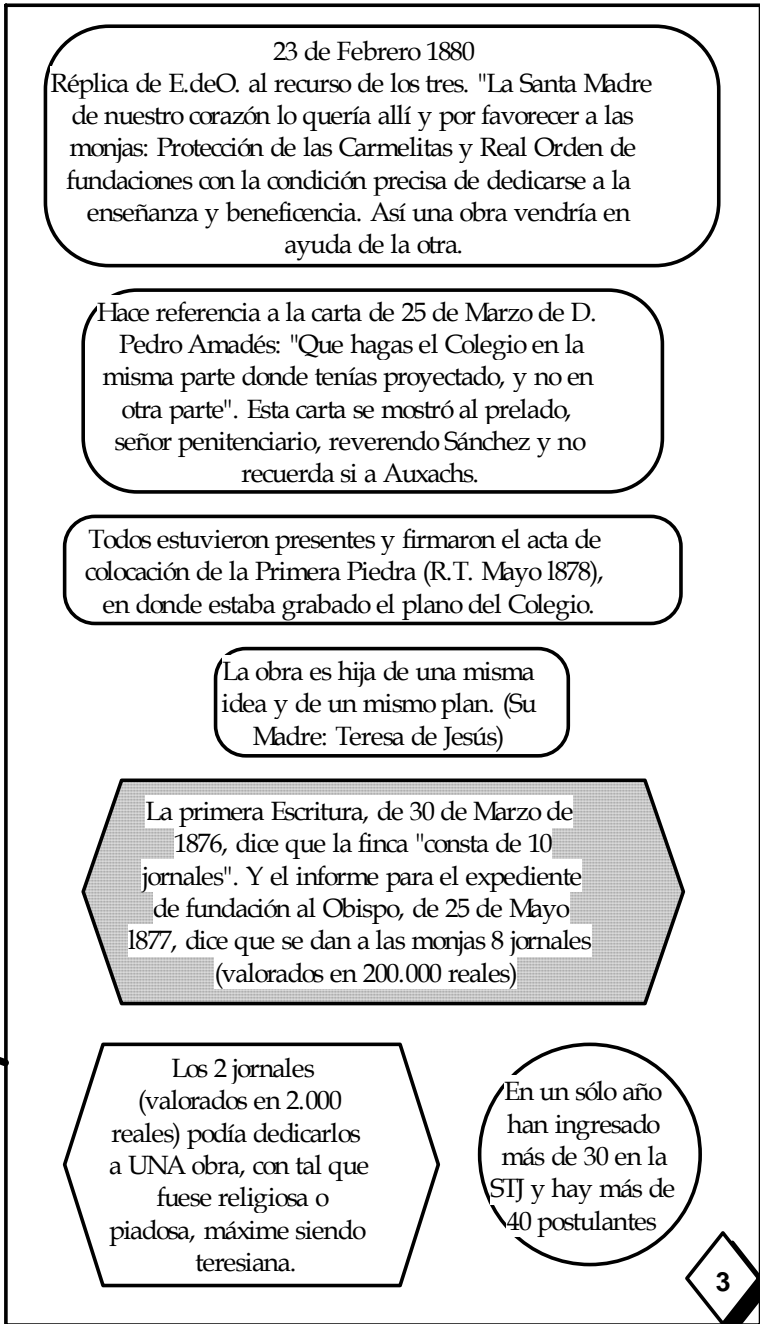 23 de Febrero 1880
Réplica de E.deO. al recurso de los tres. "La Santa Madre
de nuestro corazón lo quería allí y por favorecer a las
monjas: Protección de las Carmelitas y Real Orden de
fundaciones con la condición precisa de dedicarse a la
enseñanza y beneficencia. Así una obra vendría en
ayuda de la otra.
Hace referencia a la carta de 25 de Marzo de D.
Pedro Amadés: "Que hagas el Colegio en la
misma parte donde tenías proyectado, y no en
otra parte". Esta carta se mostró al prelado,
señor penitenciario, reverendo Sánchez y no
recuerda si a Auxachs.
Todos estuvieron presentes y firmaron el acta de
colocación de la Primera Piedra (R.T. Mayo l878),
en donde estaba grabado el plano del Colegio.
La obra es hija de una misma
idea y de un mismo plan. (Su
Madre: Teresa de Jesús)
La primera Escritura, de 30 de Marzo de
1876, dice que la finca "consta de 10
jornales". Y el informe para el expediente
de fundación al Obispo, de 25 de Mayo
l877, dice que se dan a las monjas 8 jornales
(valorados en 200.000 reales)
Los 2 jornales
(valorados en 2.000
reales) podía dedicarlos
a UNA obra, con tal que
fuese religiosa o
piadosa, máxime siendo
teresiana.
En un sólo año
han ingresado
más de 30 en la
STJ y hay más de
40 postulantes
3